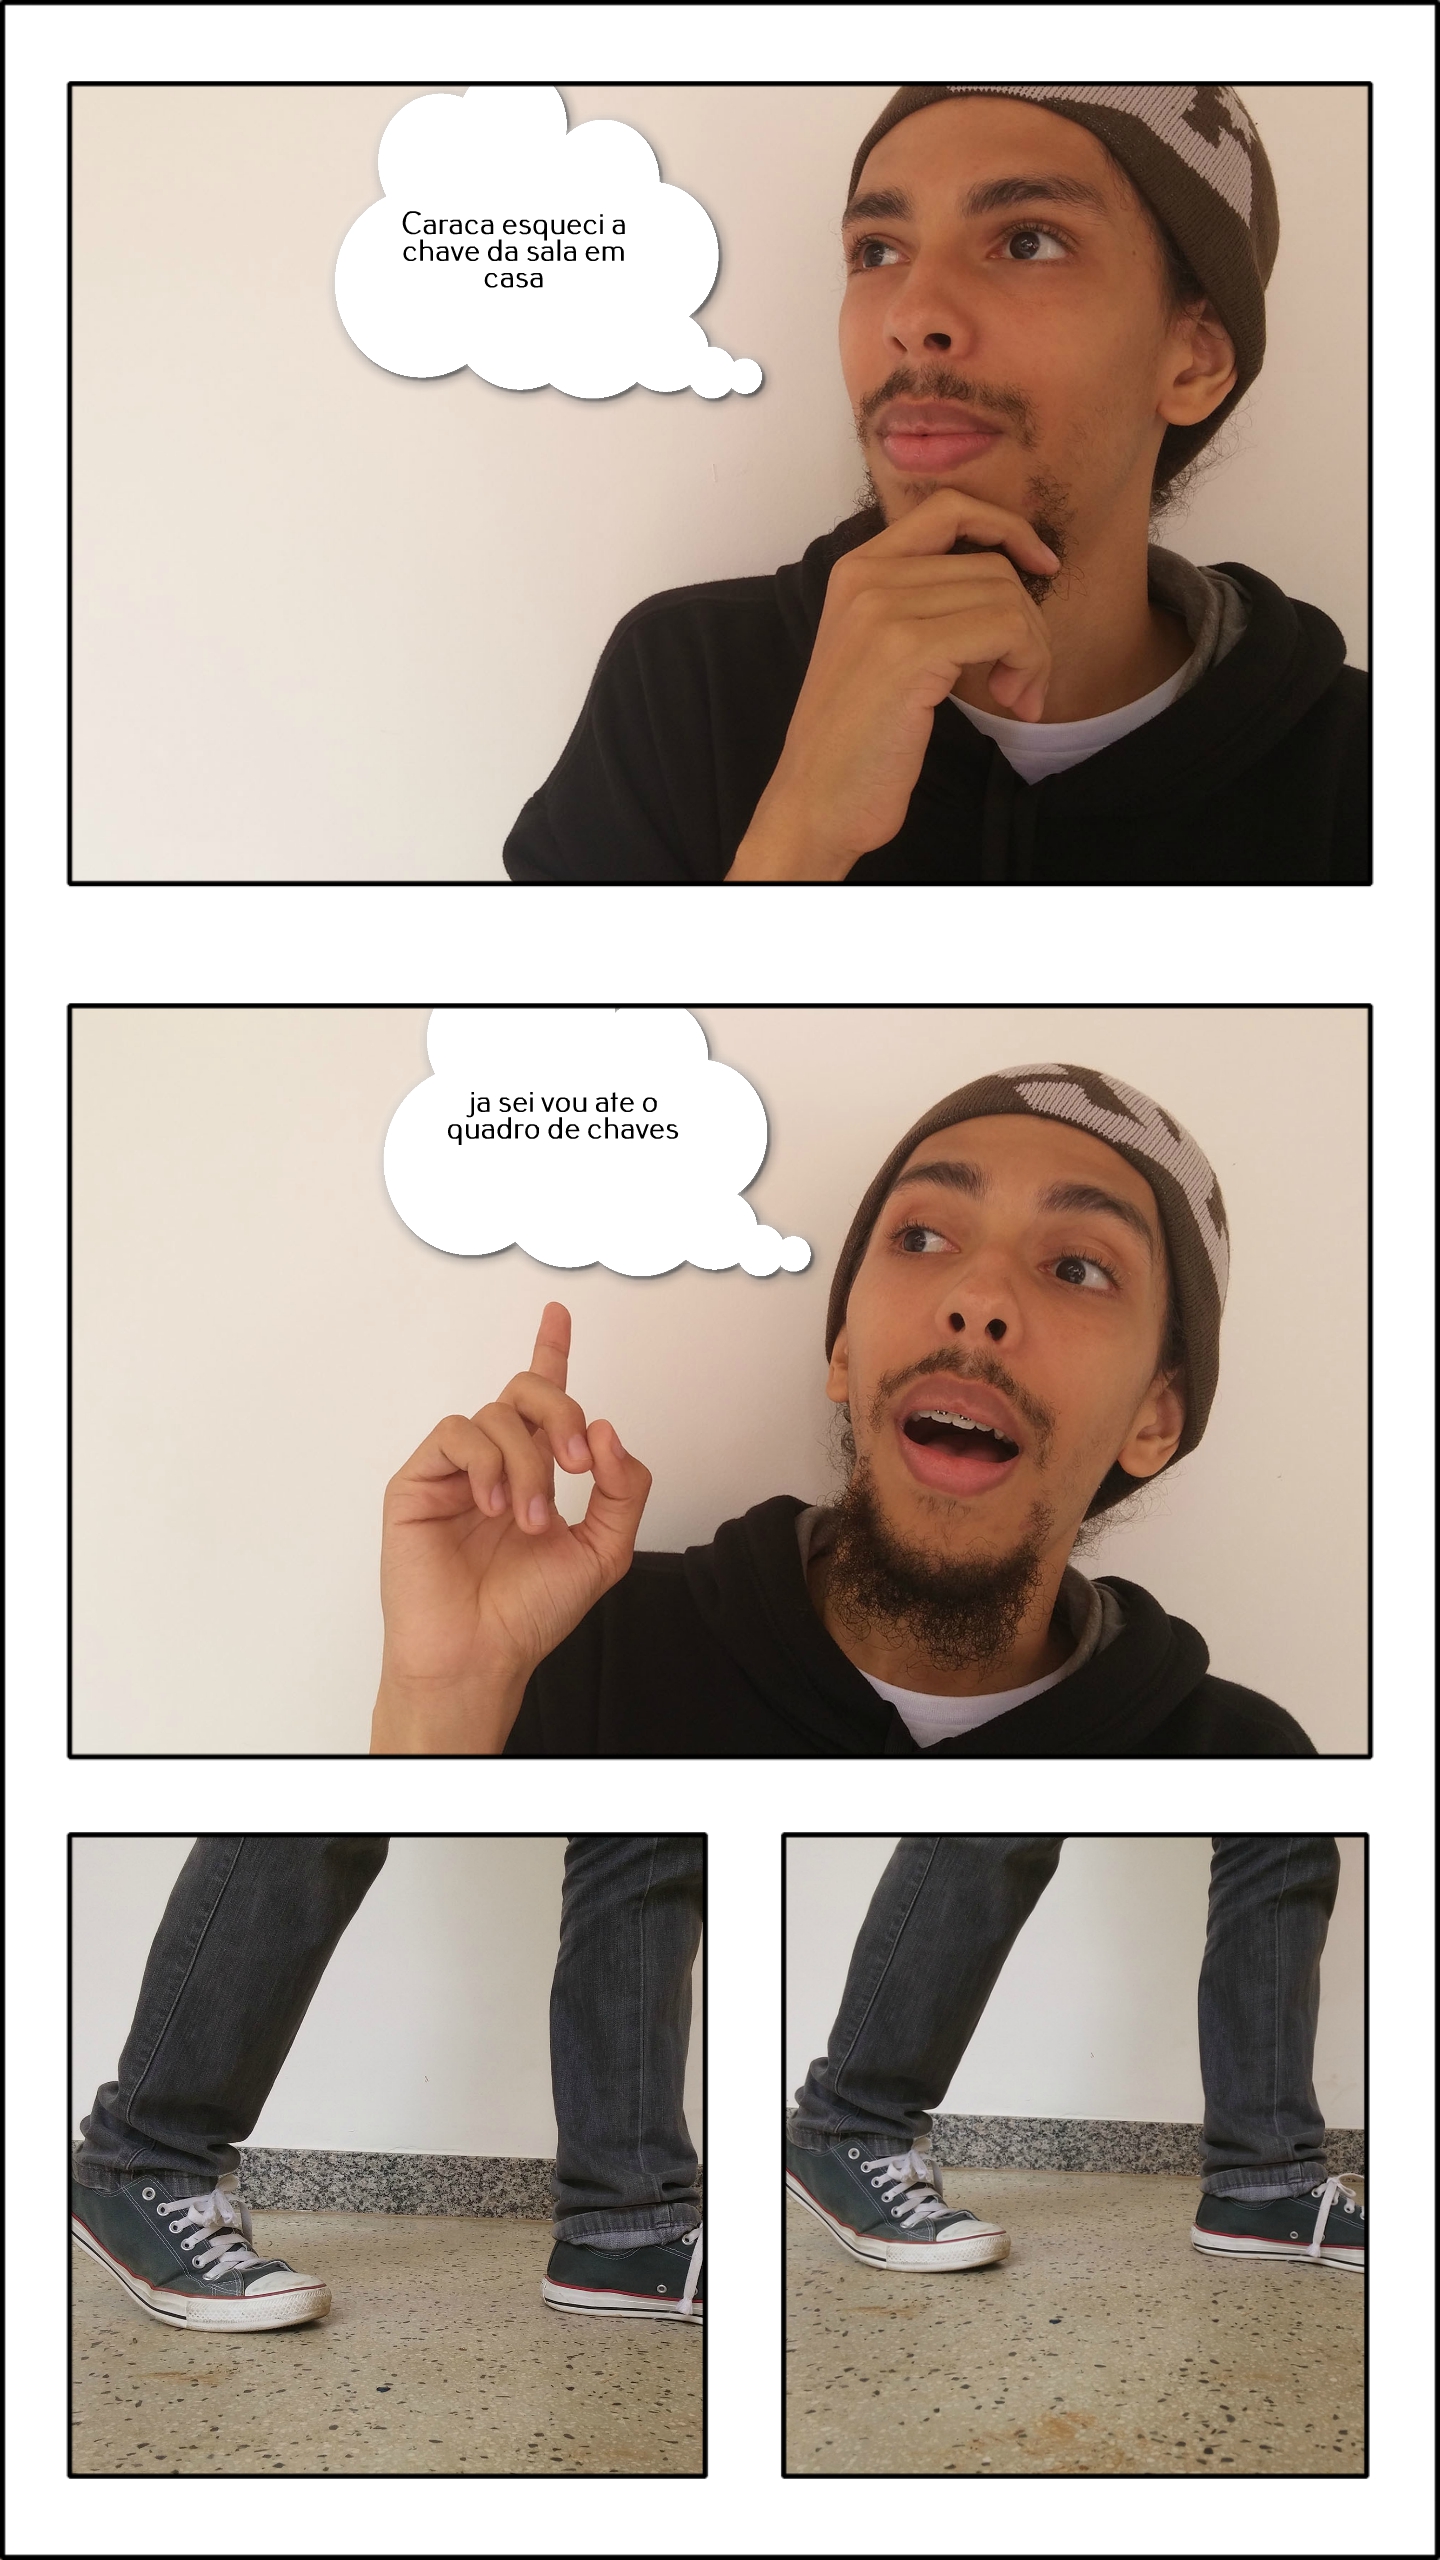 Caraca esqueci a
chave da sala em
casa
ja sei vou ate o
quadro de chaves